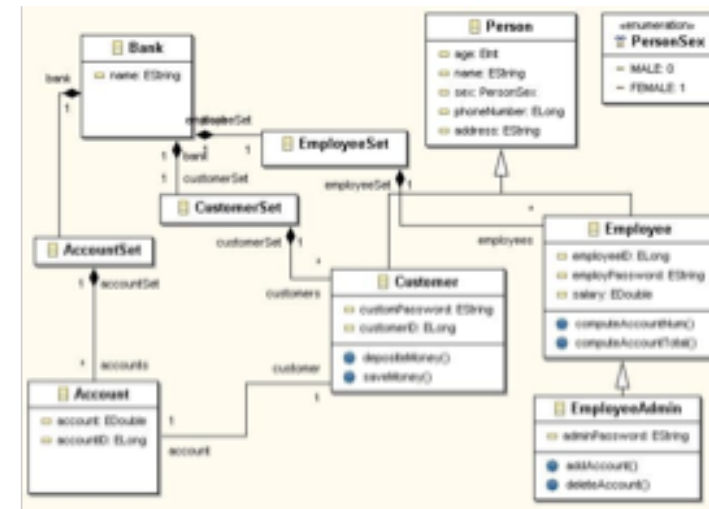 Bank
name: EString
bank
1
bank
1
1
1
EmployeeSet
employeeSet
1
customerSet
CustomerSet
customerSet
1
AccountSet
1
accountSet
*
accounts
Account
account: EDouble
accountID: ELong
1
account
Person
age: EInt
name: EString
sex: PersonSex
phoneNumber: ELong
address: EString
«enumeration»
PersonSex
MALE: 0
FEMALE: 1
*
employees
Employee
employeeID: ELong
employPassword: EString
salary: EDouble
computeAccountNum()
computeAccountTotal()
*
customers
Customer
customPassword: EString
customerID: ELong
depositeMoney()
saveMoney()
customer
1
EmployeeAdmin
adminPassword: EString
addAccount()
deleteAccount()